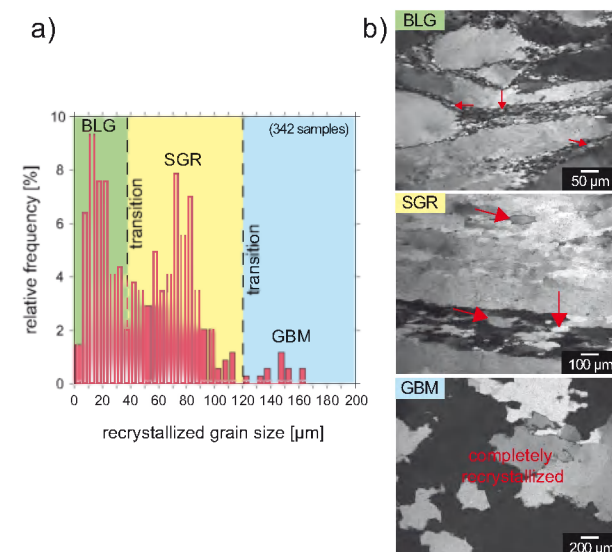 a)
b)
BLG
SGR
(342 samples)
transition
transition
GBM
relative frequency [%]
10
8
6
4
2
0
0 20 40 60 80 100 120 140 160 180 200
recrystallized grain size [µm]
BLG
50 µm
SGR
100 µm
GBM
completely
recrystallized
200 µm